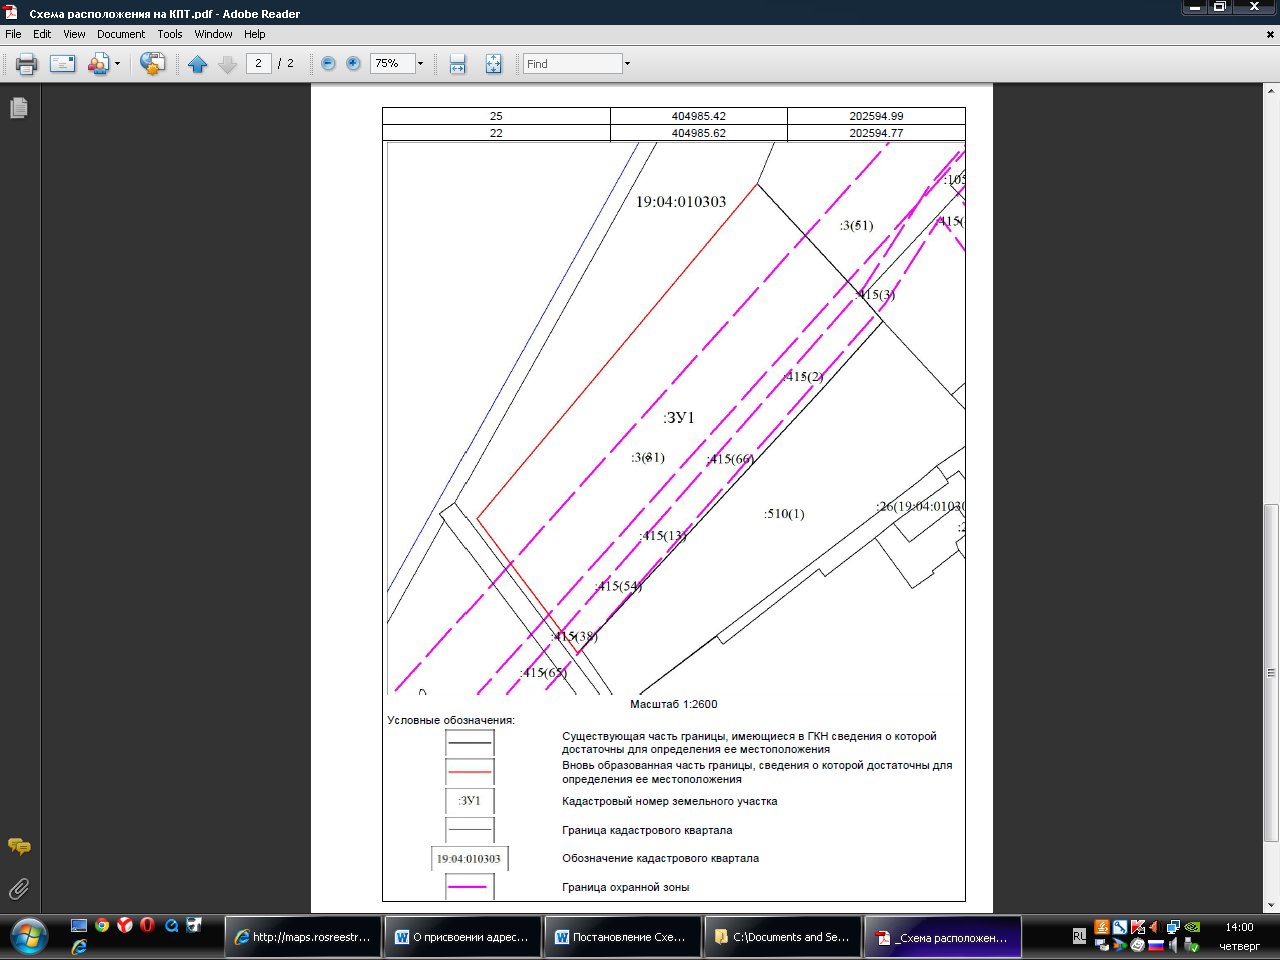 Схема расположения на КПТ.pdf - Adobe Reader
File Edit View Document Tools Window Help
2 / 2 75% Find
25 404985.42 202594.99
22 404985.62 202594.77
:105
19:04:010303
:3(51)
:415(
:415(3)
:415(2)
:ЗУ1
:3(31)
:415(66)
:510(1)
:26(19:04:01030
:415(13)
:415(54)
:415(38)
:415(65)
Масштаб 1:2600
Условные обозначения:
Существующая часть границы, имеющиеся в ГКН сведения о которой
достаточны для определения ее местоположения
Вновь образованная часть границы, сведения о которой достаточны для
определения ее местоположения
:ЗУ1 Кадастровый номер земельного участка
Граница кадастрового квартала
19:04:010303 Обозначение кадастрового квартала
Граница охранной зоны
http://maps.rosreestr... О присвоении адрес... Постановление Схе... C:\Documents and Se... _Схема расположен... RL 14:00
четверг